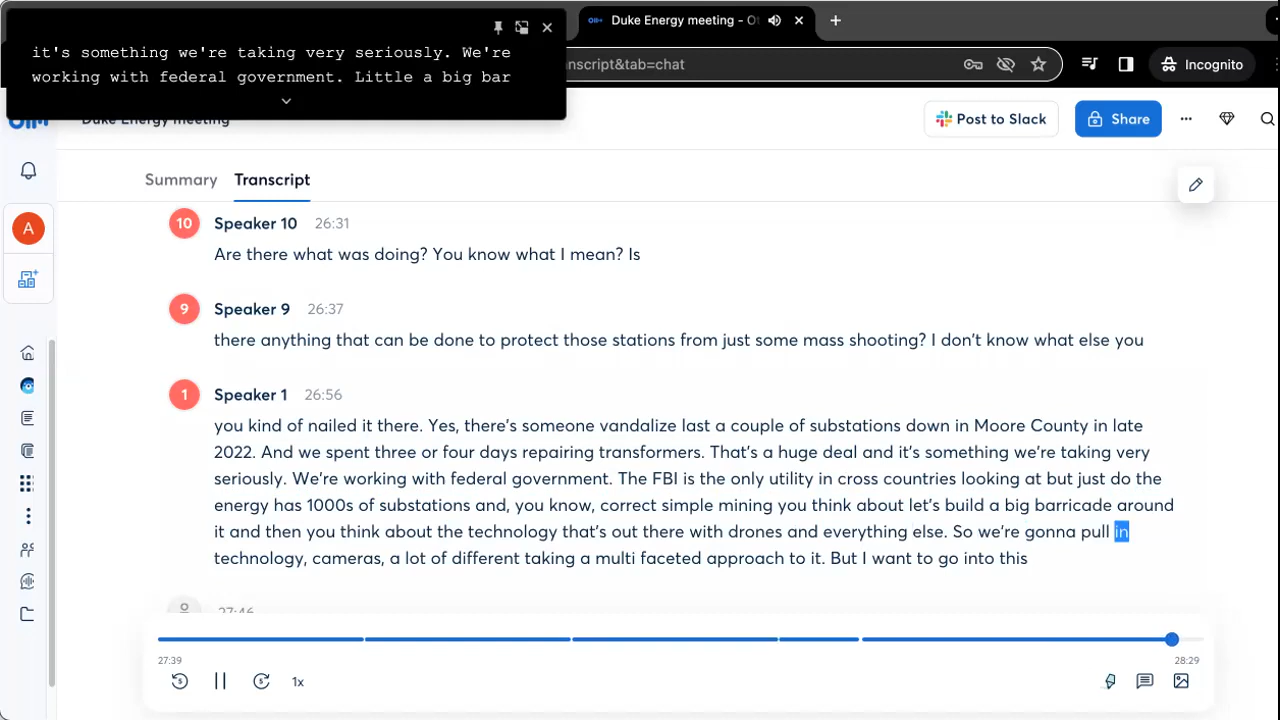 Duke Energy meeting - Ot
it's something we're taking very seriously. We're
working with federal government. Little a big bar
nscript&tab=chat
Incognito
Duke Energy meeting
Post to Slack
Share
Summary
Transcript
A
10 Speaker 10 26:31
Are there what was doing? You know what I mean? Is
9 Speaker 9 26:37
there anything that can be done to protect those stations from just some mass shooting? I don't know what else you
1 Speaker 1 26:56
you kind of nailed it there. Yes, there's someone vandalize last a couple of substations down in Moore County in late
2022. And we spent three or four days repairing transformers. That's a huge deal and it's something we're taking very
seriously. We're working with federal government. The FBI is the only utility in cross countries looking at but just do the
energy has 1000s of substations and, you know, correct simple mining you think about let's build a big barricade around
it and then you think about the technology that's out there with drones and everything else. So we're gonna pull in
technology, cameras, a lot of different taking a multi faceted approach to it. But I want to go into this
27:46
27:39
28:29
5
5
1x